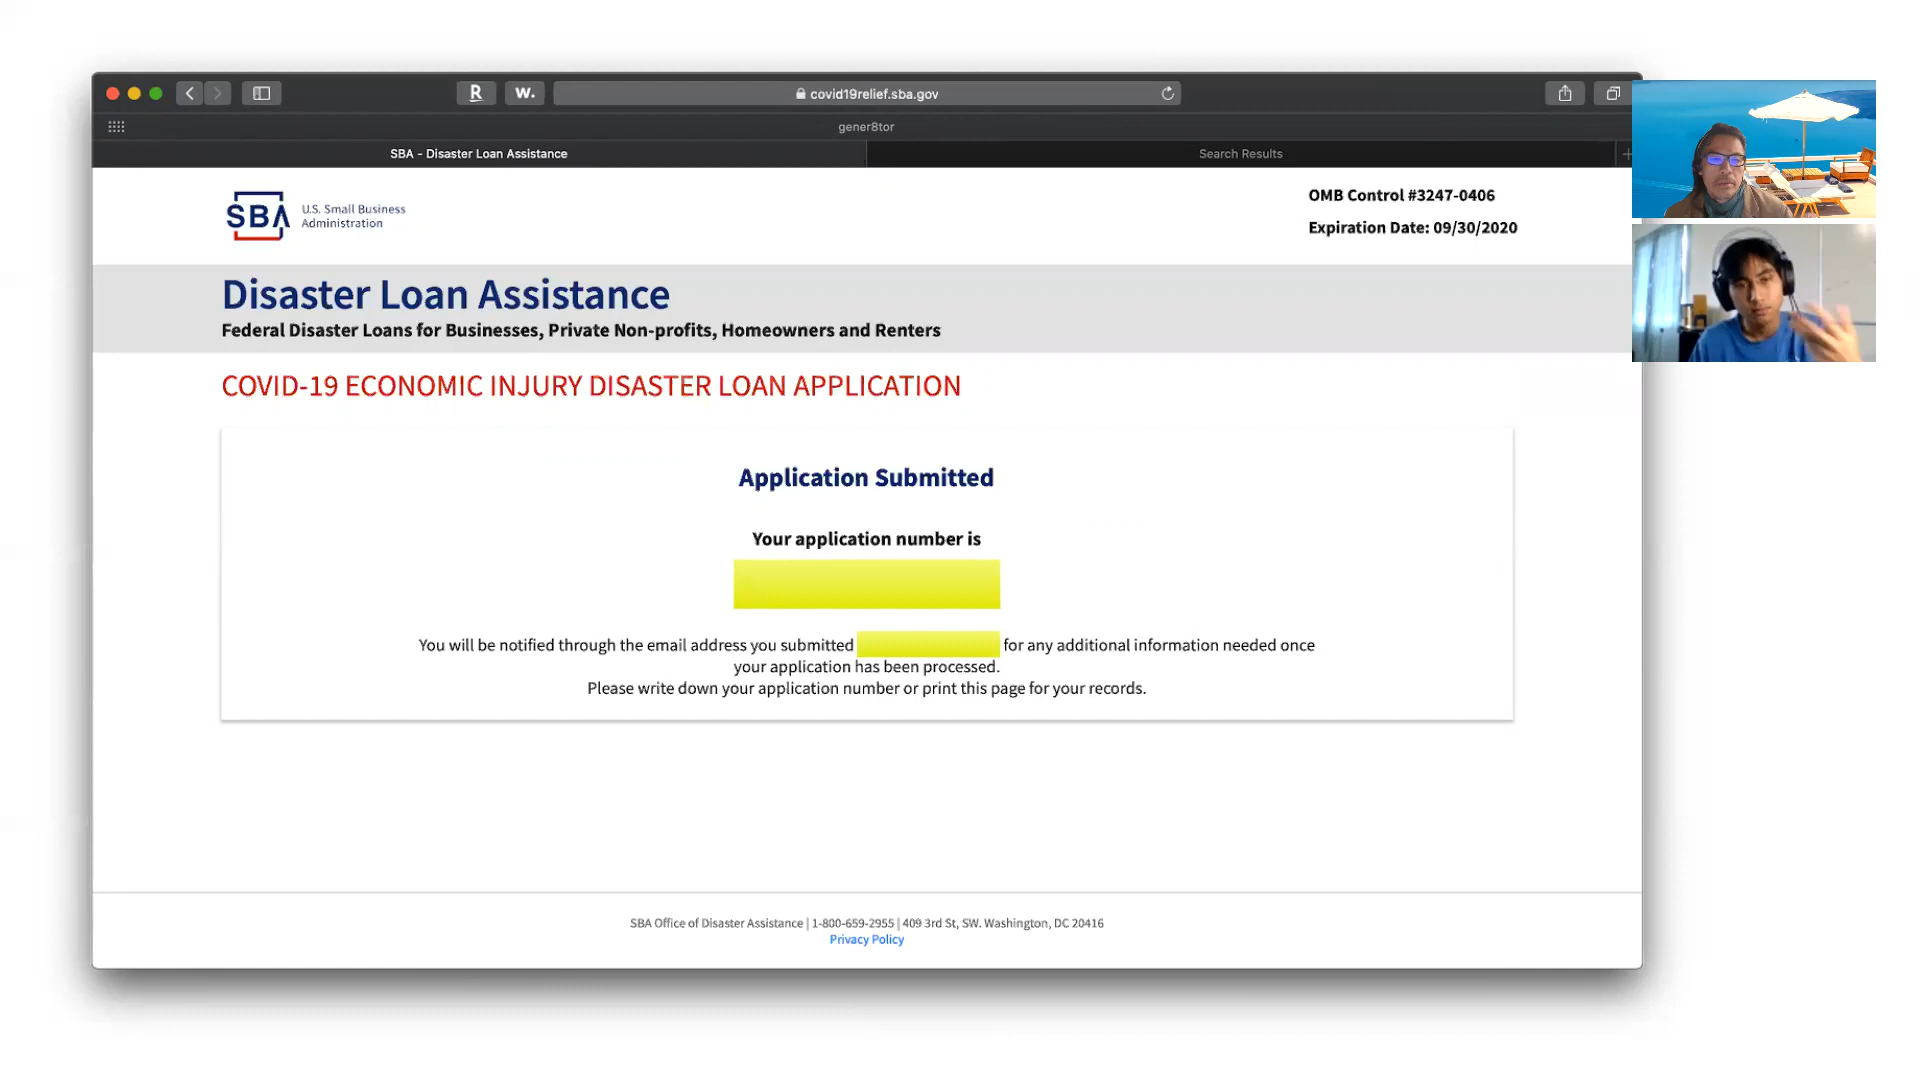 R
w.
covid19relief.sba.gov
gener8tor
SBA - Disaster Loan Assistance
Search Results
SBA
U.S. Small Business
Administration
OMB Control #3247-0406
Expiration Date: 09/30/2020
Disaster Loan Assistance
Federal Disaster Loans for Businesses, Private Non-profits, Homeowners and Renters
COVID-19 ECONOMIC INJURY DISASTER LOAN APPLICATION
Application Submitted
Your application number is
You will be notified through the email address you submitted for any additional information needed once
your application has been processed.
Please write down your application number or print this page for your records.
SBA Office of Disaster Assistance | 1-800-659-2955 | 409 3rd St, SW. Washington, DC 20416
Privacy Policy